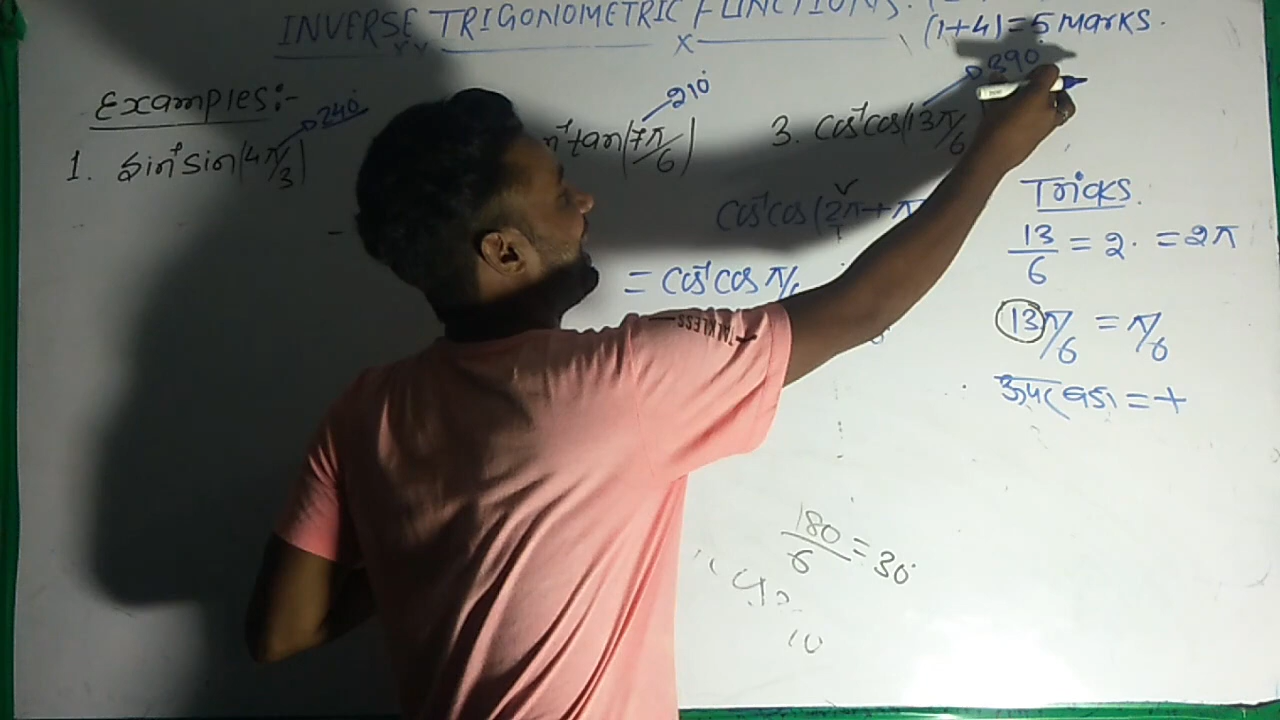 INVERSE TRIGONOMETRIC FUNCTIONS.
(1+4)=5 Marks.
Examples:-
240°
210°
390°
1. Sin⁻¹Sin(4π/3)
tan(7π/6)
3. Cos⁻¹Cos(13π/6
Cos⁻¹Cos(2π+π
= Cos⁻¹Cos π/
Tricks.
13/6 = 2. = 2π
13π/6 = π/6
= +
180/6 = 30°